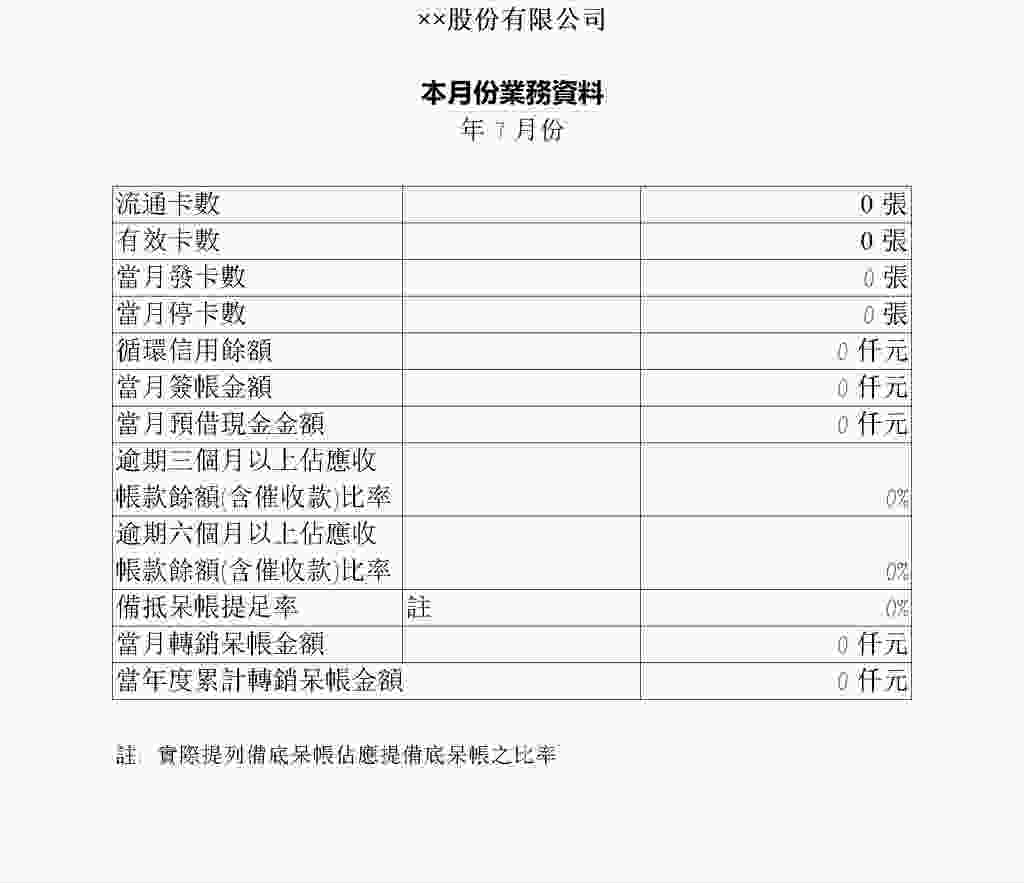 ××股份有限公司
本月份業務資料
年 7 月份
流通卡數 0 張
有效卡數 0 張
當月發卡數 0 張
當月停卡數 0 張
循環信用餘額 0 仟元
當月簽帳金額 0 仟元
當月預借現金金額 0 仟元
逾期三個月以上佔應收
帳款餘額(含催收款)比率 0%
逾期六個月以上佔應收
帳款餘額(含催收款)比率 0%
備抵呆帳提足率 註 0%
當月轉銷呆帳金額 0 仟元
當年度累計轉銷呆帳金額 0 仟元
註: 實際提列備底呆帳佔應提備底呆帳之比率